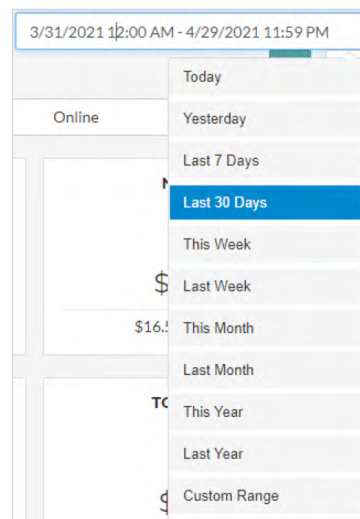 3/31/2021 12:00 AM - 4/29/2021 11:59 PM
Today
Online
Yesterday
Last 7 Days
Last 30 Days
This Week
$
Last Week
$16.5
This Month
Last Month
TO
This Year
Last Year
$
Custom Range